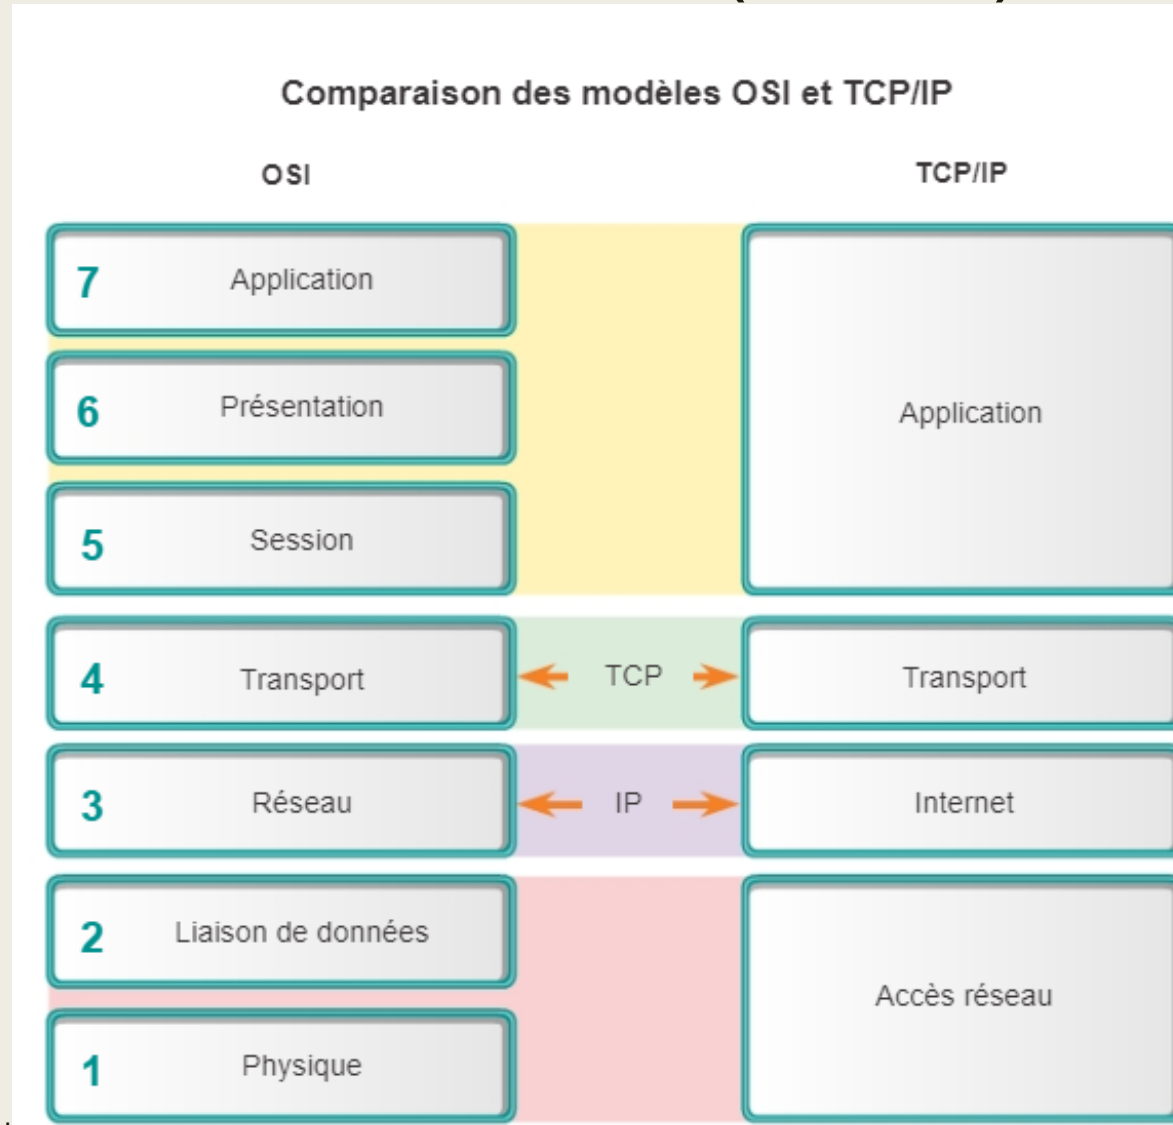 Comparaison des modèles OSI et TCP/IP
OSI TCP/IP
7 Application
6 Présentation
5 Session
Application
4 Transport TCP Transport
3 Réseau IP Internet
2 Liaison de données
1 Physique
Accès réseau